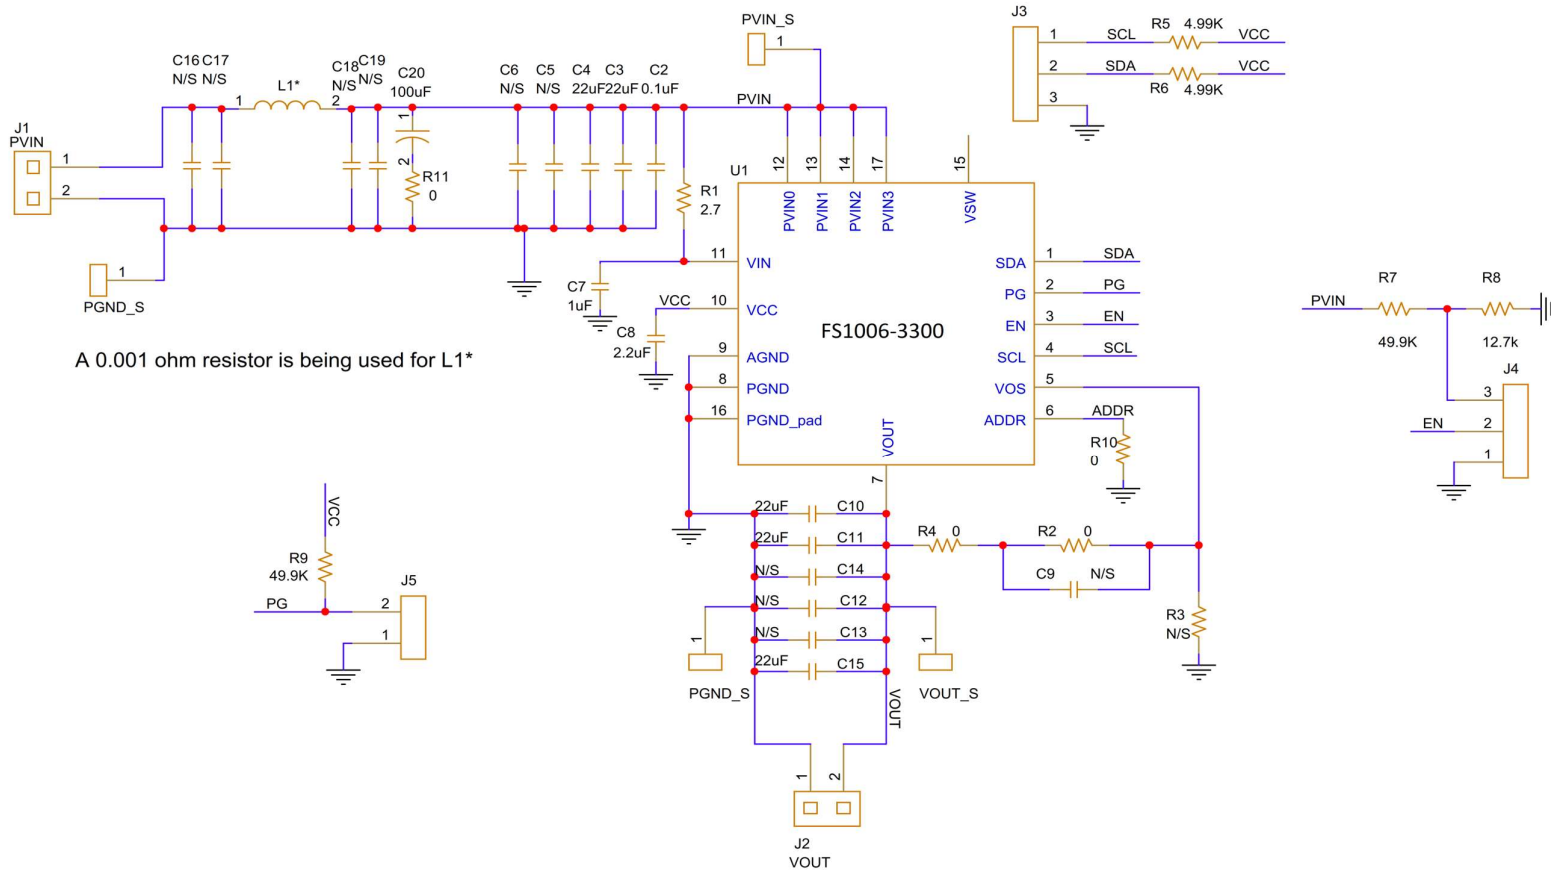 PVIN_S
1
J3
1
SCL
R5
4.99K
VCC
2
SDA
R6
4.99K
VCC
3
C16 C17
N/S N/S
L1*
1
2
C18 C19
N/S N/S
C20
100uF
1
2
R11
0
C6
N/S
C5
N/S
C4
22uF
C3
22uF
C2
0.1uF
PVIN
J1
PVIN
1
2
1
PGND_S
R1
2.7
U1
12
13
14
17
15
PVIN0
PVIN1
PVIN2
PVIN3
VSW
C7
1uF
11
VIN
VCC
10
VCC
C8
2.2uF
9
AGND
8
PGND
16
PGND_pad
FS1006-3300
SDA
1
SDA
PG
2
PG
EN
3
EN
SCL
4
SCL
VOS
5
ADDR
6
ADDR
R10
0
VOUT
7
A 0.001 ohm resistor is being used for L1*
PVIN
R7
49.9K
R8
12.7k
J4
3
EN
2
1
VCC
R9
49.9K
PG
J5
2
1
22uF
C10
22uF
C11
N/S
C14
N/S
C12
N/S
C13
22uF
C15
1
PGND_S
1
VOUT_S
VOUT
R4
0
R2
0
C9
N/S
R3
N/S
1
2
J2
VOUT